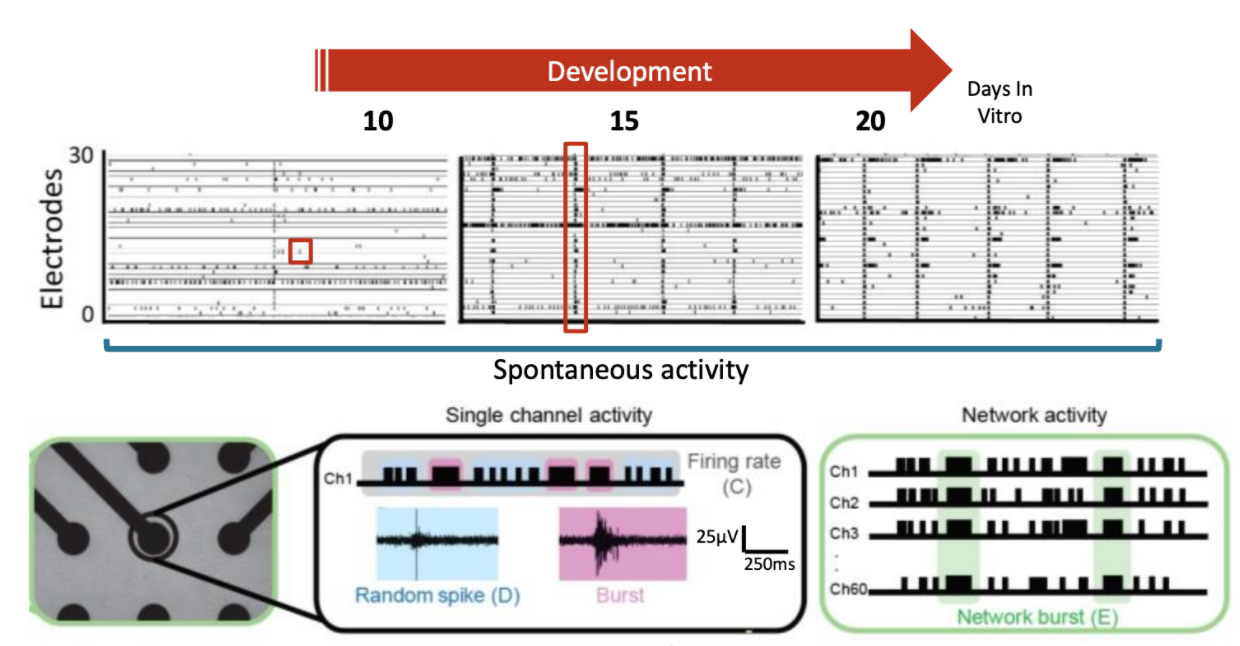 Development
Days In
Vitro
10
15
20
30
Electrodes
0
Spontaneous activity
Single channel activity
Network activity
Ch1
Firing rate
(C)
25µV
250ms
Random spike (D)
Burst
Ch1
Ch2
Ch3
.
.
Ch60
Network burst (E)